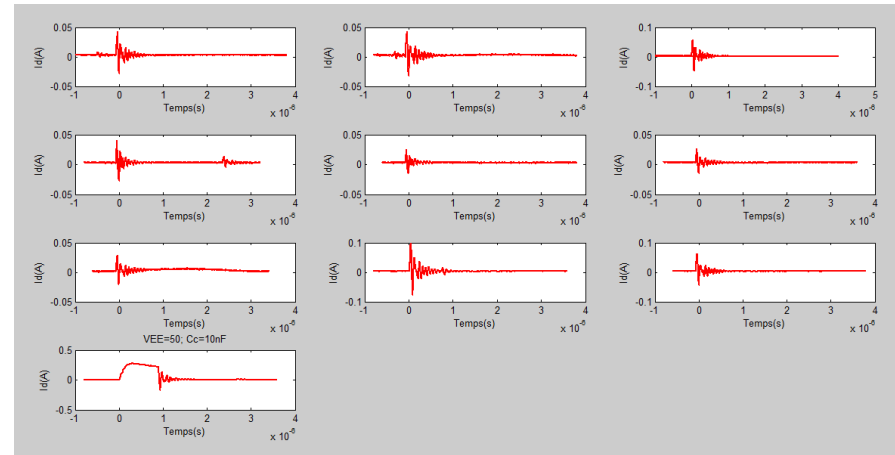 0.05 0.05 0.1
Id(A) Id(A) Id(A)
0 0 0
-0.05 -0.05 -0.1
-1 0 1 2 3 4 -1 0 1 2 3 4 -1 0 1 2 3 4 5
Temps(s) Temps(s) Temps(s)
x 10^-6 x 10^-6 x 10^-6
0.05 0.05 0.05
Id(A) Id(A) Id(A)
0 0 0
-0.05 -0.05 -0.05
-1 0 1 2 3 4 -1 0 1 2 3 4 -1 0 1 2 3 4
Temps(s) Temps(s) Temps(s)
x 10^-6 x 10^-6 x 10^-6
0.05 0.1 0.1
Id(A) Id(A) Id(A)
0 0 0
-0.05 -0.1 -0.1
-1 0 1 2 3 4 -1 0 1 2 3 4 -1 0 1 2 3 4
Temps(s) Temps(s) Temps(s)
x 10^-6 x 10^-6 x 10^-6
VEE=50; Cc=10nF
0.5
Id(A)
0
-0.5
-1 0 1 2 3 4
Temps(s)
x 10^-6